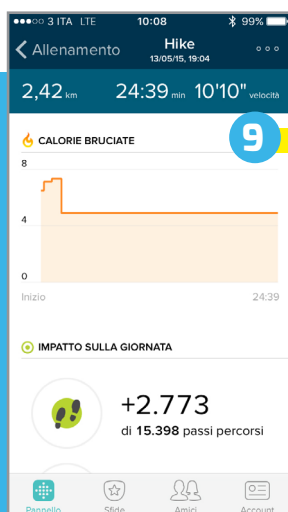 3 ITA LTE 10:08 99%
Allenamento Hike
13/05/15, 19:04
2,42 km 24:39 min 10'10" velocità
9
CALORIE BRUCIATE
8
4
0
Inizio 24:39
IMPATTO SULLA GIORNATA
+2.773
di 15.398 passi percorsi
Pannello Sfide Amici Account